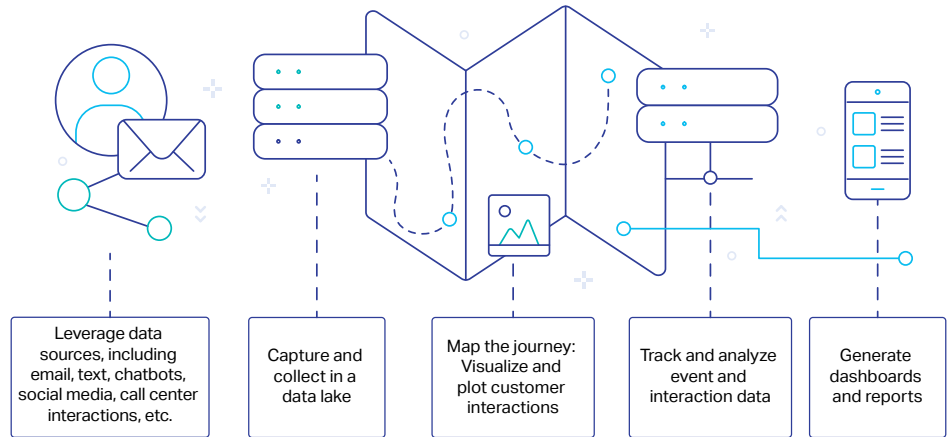 Leverage data
sources, including
email, text, chatbots,
social media, call center
interactions, etc.
Capture and
collect in a
data lake
Map the journey:
Visualize and
plot customer
interactions
Track and analyze
event and
interaction data
Generate
dashboards
and reports